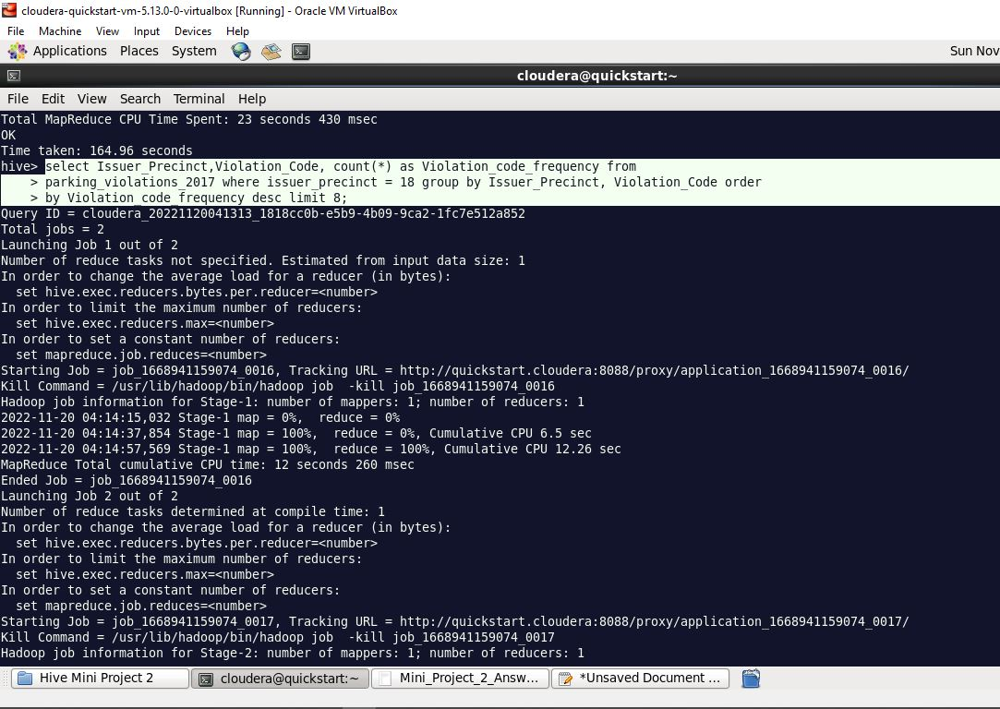 cloudera-quickstart-vm-5.13.0-0-virtualbox [Running] - Oracle VM VirtualBox
File Machine View Input Devices Help
Applications Places System Sun Nov
cloudera@quickstart:~
File Edit View Search Terminal Help
Total MapReduce CPU Time Spent: 23 seconds 430 msec
OK
Time taken: 164.96 seconds
hive> select Issuer_Precinct,Violation_Code, count(*) as Violation_code_frequency from
    > parking_violations_2017 where issuer_precinct = 18 group by Issuer_Precinct, Violation_Code order
    > by Violation_code_frequency desc limit 8;
Query ID = cloudera_20221120041313_1818cc0b-e5b9-4b09-9ca2-1fc7e512a852
Total jobs = 2
Launching Job 1 out of 2
Number of reduce tasks not specified. Estimated from input data size: 1
In order to change the average load for a reducer (in bytes):
  set hive.exec.reducers.bytes.per.reducer=<number>
In order to limit the maximum number of reducers:
  set hive.exec.reducers.max=<number>
In order to set a constant number of reducers:
  set mapreduce.job.reduces=<number>
Starting Job = job_1668941159074_0016, Tracking URL = http://quickstart.cloudera:8088/proxy/application_1668941159074_0016/
Kill Command = /usr/lib/hadoop/bin/hadoop job  -kill job_1668941159074_0016
Hadoop job information for Stage-1: number of mappers: 1; number of reducers: 1
2022-11-20 04:14:15,032 Stage-1 map = 0%,  reduce = 0%
2022-11-20 04:14:37,854 Stage-1 map = 100%,  reduce = 0%, Cumulative CPU 6.5 sec
2022-11-20 04:14:57,569 Stage-1 map = 100%,  reduce = 100%, Cumulative CPU 12.26 sec
MapReduce Total cumulative CPU time: 12 seconds 260 msec
Ended Job = job_1668941159074_0016
Launching Job 2 out of 2
Number of reduce tasks determined at compile time: 1
In order to change the average load for a reducer (in bytes):
  set hive.exec.reducers.bytes.per.reducer=<number>
In order to limit the maximum number of reducers:
  set hive.exec.reducers.max=<number>
In order to set a constant number of reducers:
  set mapreduce.job.reduces=<number>
Starting Job = job_1668941159074_0017, Tracking URL = http://quickstart.cloudera:8088/proxy/application_1668941159074_0017/
Kill Command = /usr/lib/hadoop/bin/hadoop job  -kill job_1668941159074_0017
Hadoop job information for Stage-2: number of mappers: 1; number of reducers: 1
Hive Mini Project 2 cloudera@quickstart:~ Mini_Project_2_Answ... *Unsaved Document ...